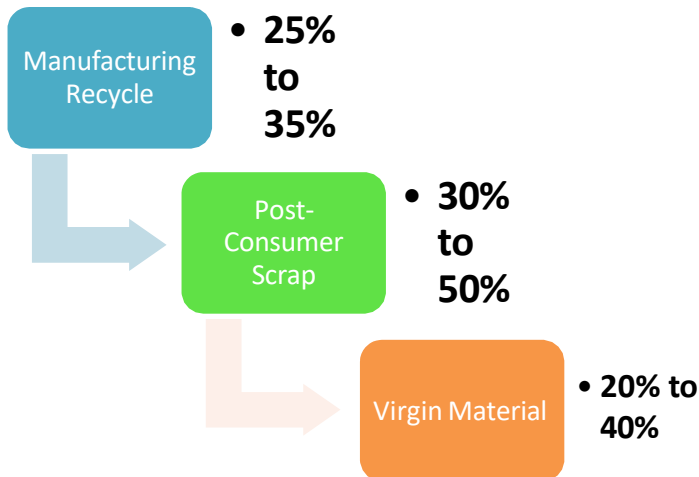 Manufacturing
Recycle
• 25%
to
35%
Post-
Consumer
Scrap
• 30%
to
50%
Virgin Material
• 20% to
40%